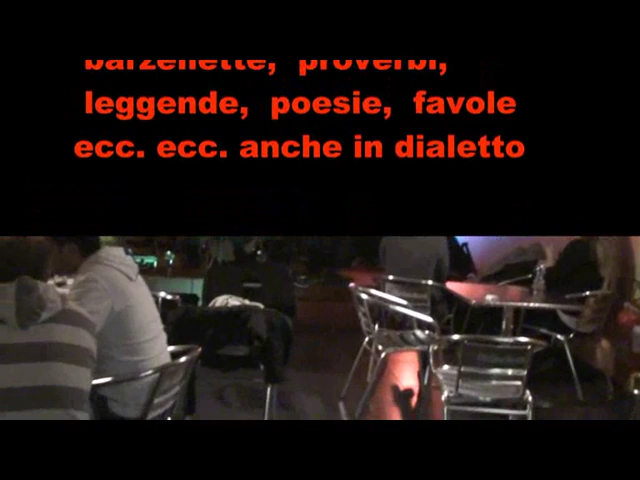 barzellette, proverbi,
leggende, poesie, favole
ecc. ecc. anche in dialetto